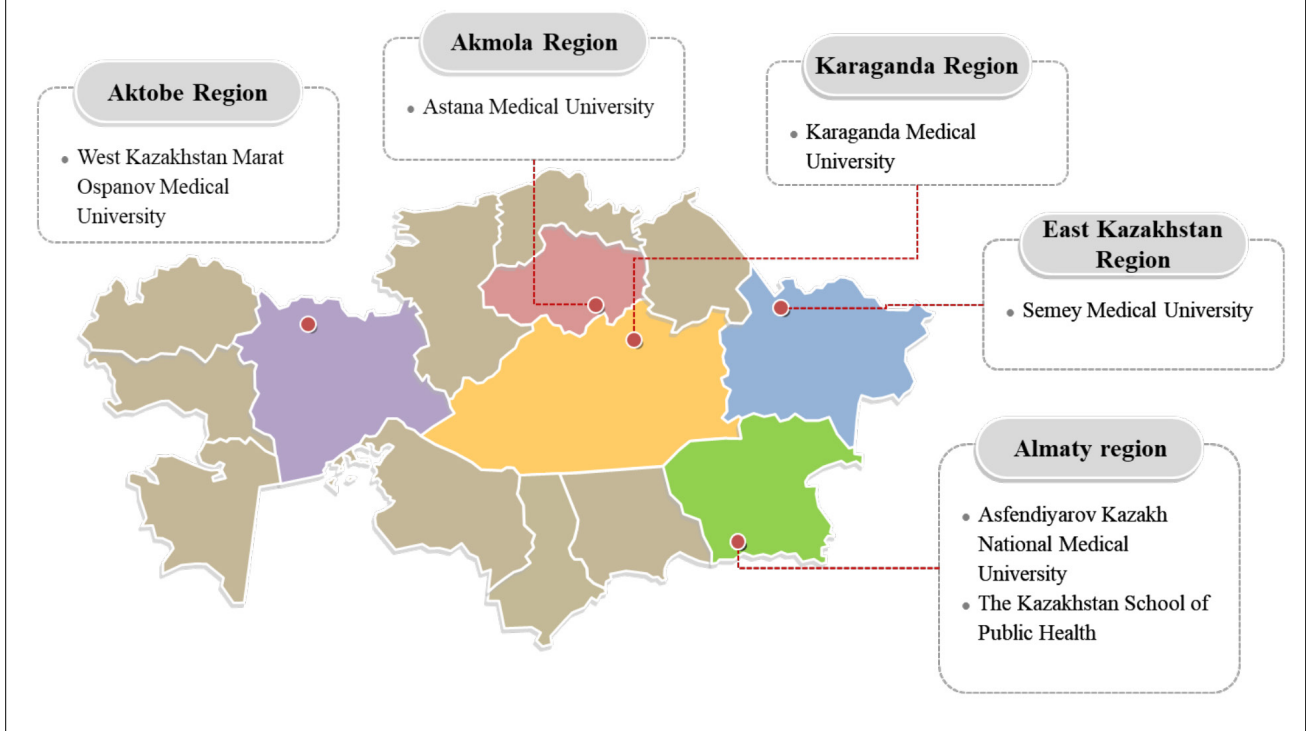 Akmola Region
• Astana Medical University
Karaganda Region
• Karaganda Medical
University
Aktobe Region
• West Kazakhstan Marat
Ospanov Medical
University
East Kazakhstan
Region
• Semey Medical University
Almaty region
• Asfendiyarov Kazakh
National Medical
University
• The Kazakhstan School of
Public Health